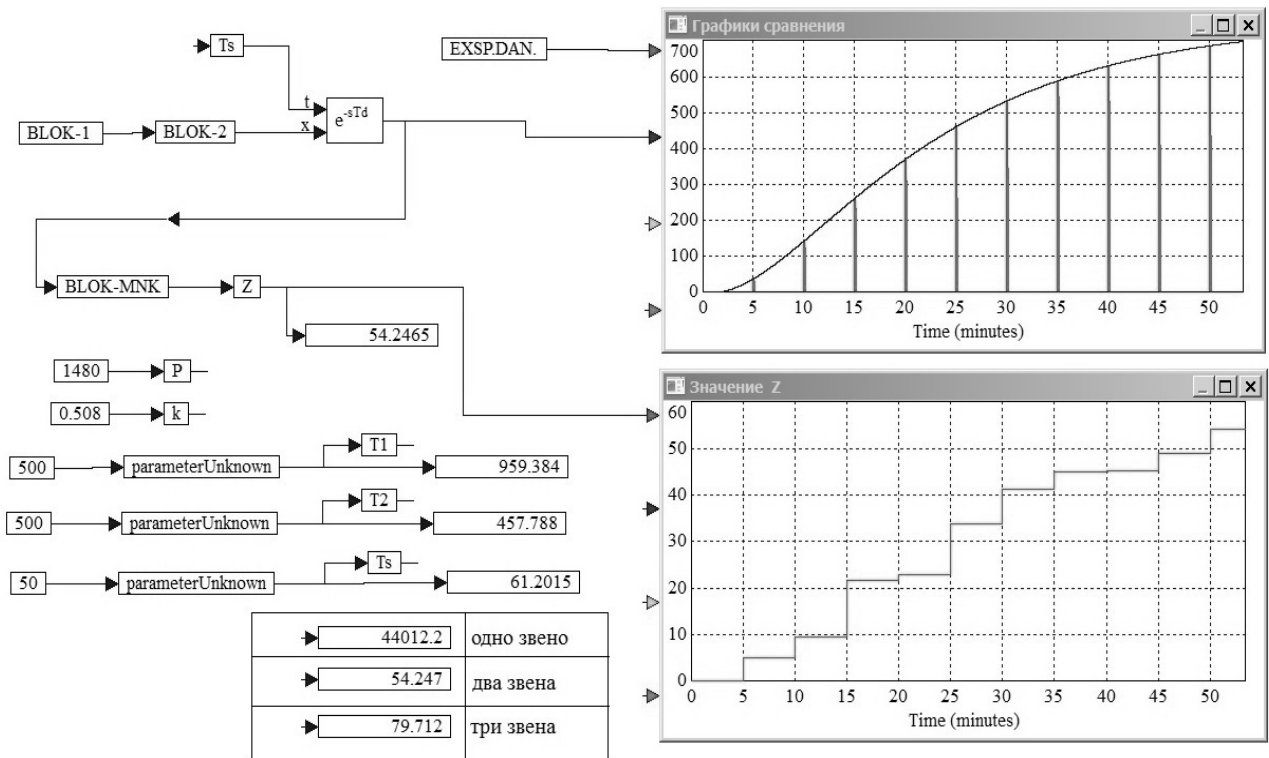 Ts
EXSP.DAN.
t
BLOK-1
BLOK-2
x
e-sTd
BLOK-MNK
Z
54.2465
1480
P
0.508
k
T1
500
parameterUnknown
959.384
T2
500
parameterUnknown
457.788
Ts
50
parameterUnknown
61.2015
44012.2 одно звено
54.247 два звена
79.712 три звена
Графики сравнения
700
600
500
400
300
200
100
0
0 5 10 15 20 25 30 35 40 45 50
Time (minutes)
Значение Z
60
50
40
30
20
10
0
0 5 10 15 20 25 30 35 40 45 50
Time (minutes)